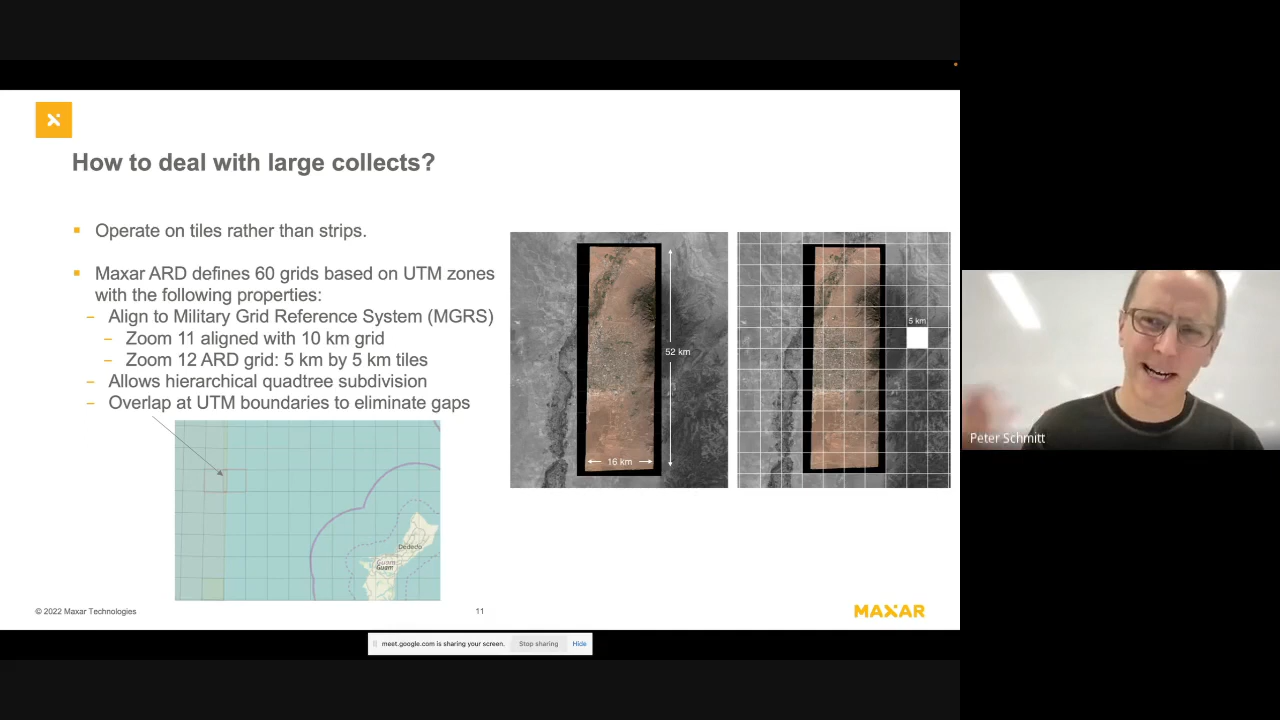 How to deal with large collects?
Operate on tiles rather than strips.
Maxar ARD defines 60 grids based on UTM zones
with the following properties:
– Align to Military Grid Reference System (MGRS)
– Zoom 11 aligned with 10 km grid
– Zoom 12 ARD grid: 5 km by 5 km tiles
– Allows hierarchical quadtree subdivision
– Overlap at UTM boundaries to eliminate gaps
52 km
16 km
5 km
Dededo
Guam
Guam
Peter Schmitt
© 2022 Maxar Technologies
11
MAXAR
meet.google.com is sharing your screen.
Stop sharing
Hide